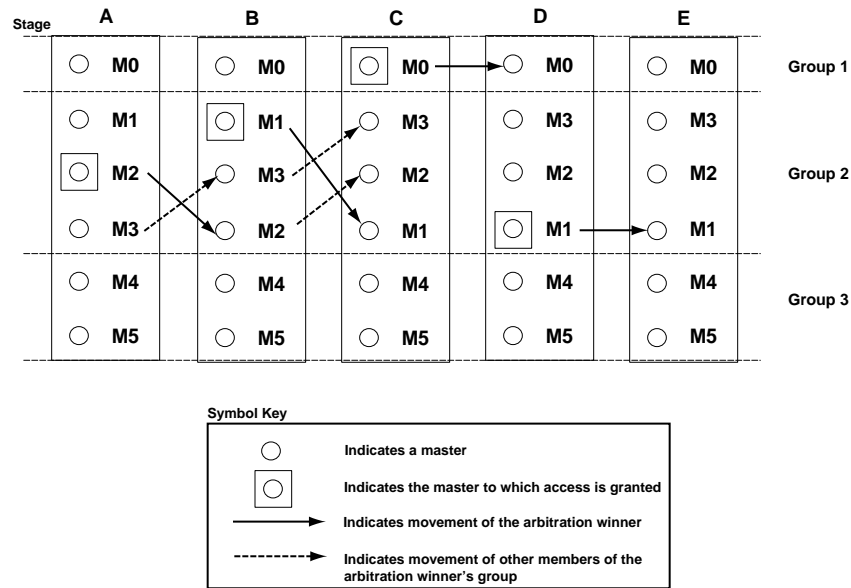 Stage A B C D E
M0 M0 M0 M0 M0 Group 1
M1 M1 M3 M3 M3
M2 M3 M2 M2 M2 Group 2
M3 M2 M1 M1 M1
M4 M4 M4 M4 M4 Group 3
M5 M5 M5 M5 M5
Symbol Key
Indicates a master
Indicates the master to which access is granted
Indicates movement of the arbitration winner
Indicates movement of other members of the
arbitration winner's group